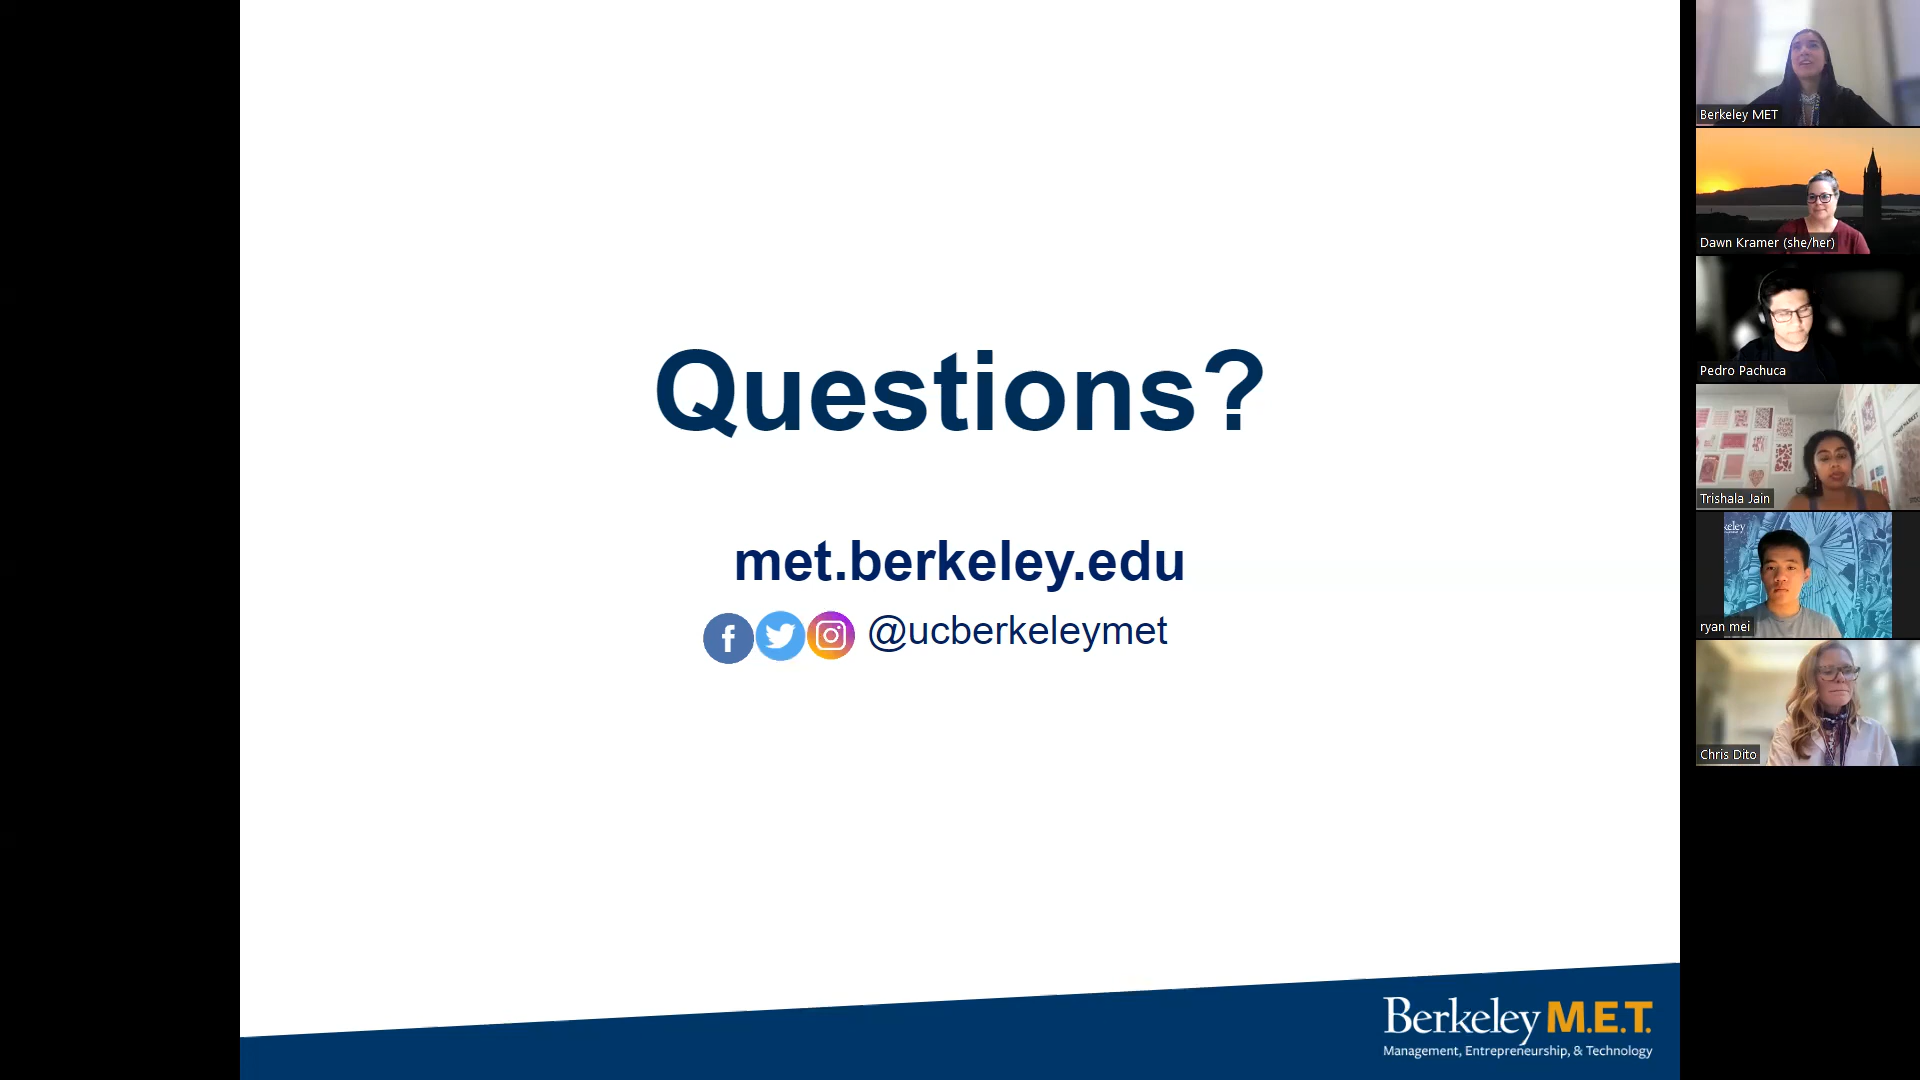 Questions?
met.berkeley.edu
@ucberkeleymet
Berkeley M.E.T.
Management, Entrepreneurship, & Technology
Berkeley MET
Dawn Kramer (she/her)
Pedro Pachuca
Trishala Jain
ryan mei
Chris Dito